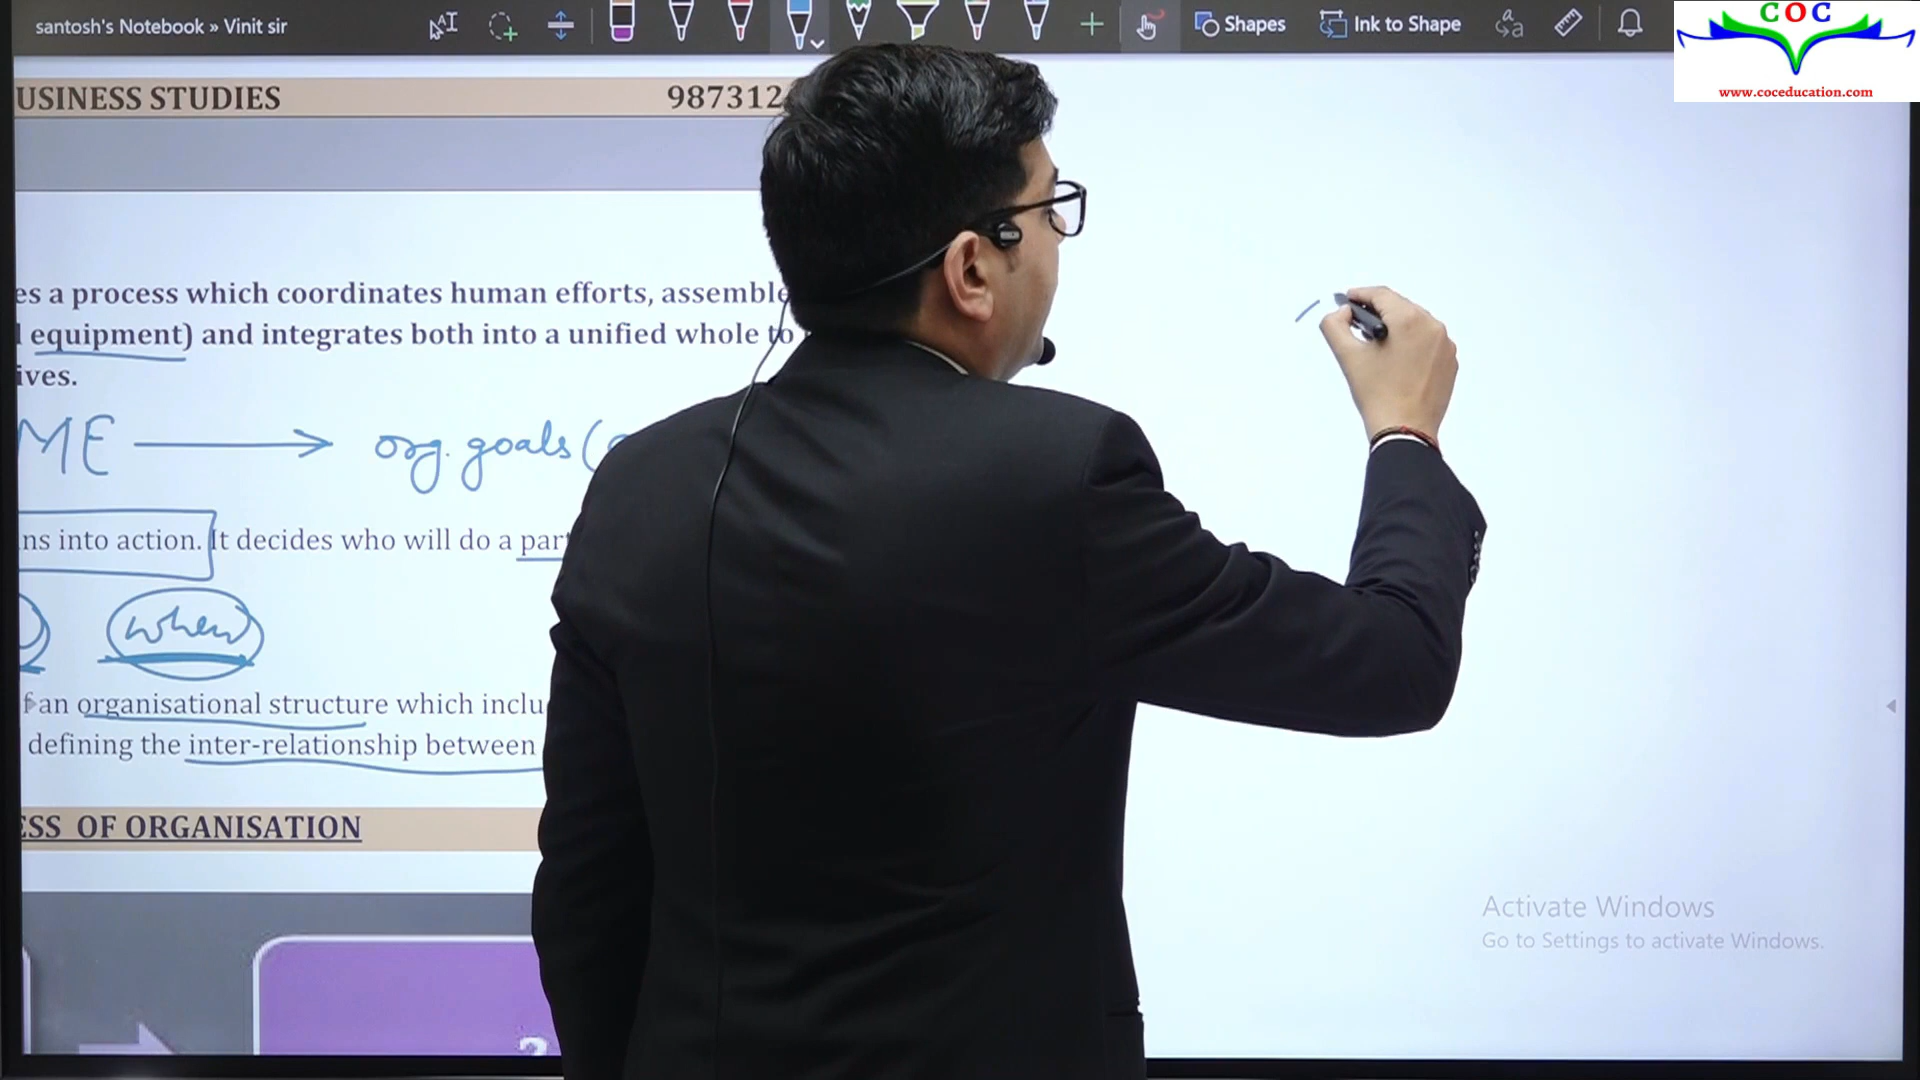 santosh's Notebook » Vinit sir
Shapes
Ink to Shape
COC
www.coceducation.com
USINESS STUDIES 987312
es a process which coordinates human efforts, assemble
equipment) and integrates both into a unified whole to
ives.
ME → org. goals (
ns into action. It decides who will do a part
when
f an organisational structure which inclu
defining the inter-relationship between
ESS OF ORGANISATION
2
Activate Windows
Go to Settings to activate Windows.